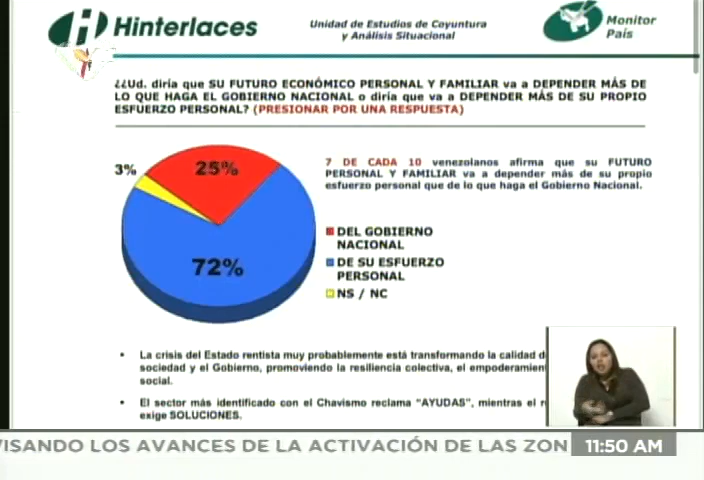 Hinterlaces
Unidad de Estudios de Coyuntura
y Análisis Situacional
Monitor
País
¿¿Ud. diría que SU FUTURO ECONÓMICO PERSONAL Y FAMILIAR va a DEPENDER MÁS DE
LO QUE HAGA EL GOBIERNO NACIONAL o diría que va a DEPENDER MÁS DE SU PROPIO
ESFUERZO PERSONAL? (PRESIONAR POR UNA RESPUESTA)
3%
25%
72%
7 DE CADA 10 venezolanos afirma que su FUTURO
PERSONAL Y FAMILIAR va a depender más de su propio
esfuerzo personal que de lo que haga el Gobierno Nacional.
DEL GOBIERNO
NACIONAL
DE SU ESFUERZO
PERSONAL
NS / NC
• La crisis del Estado rentista muy probablemente está transformando la calidad
sociedad y el Gobierno, promoviendo la resiliencia colectiva, el
social.
• El sector más identificado con el Chavismo reclama "AYUDAS", mientras el
exige SOLUCIONES.
VISANDO LOS AVANCES DE LA ACTIVACIÓN DE LAS ZON
11:50 AM